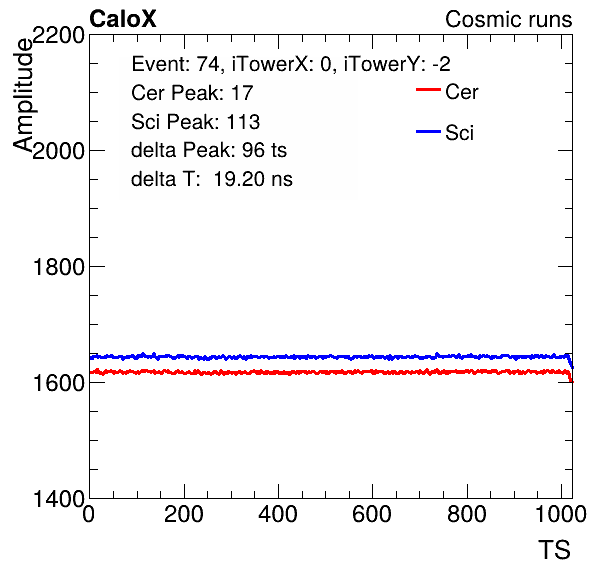 CaloX
Cosmic runs
Amplitude
2200
2000
1800
1600
1400
Event: 74, iTowerX: 0, iTowerY: -2
Cer Peak: 17
Sci Peak: 113
delta Peak: 96 ts
delta T:  19.20 ns
Cer
Sci
0 200 400 600 800 1000
TS